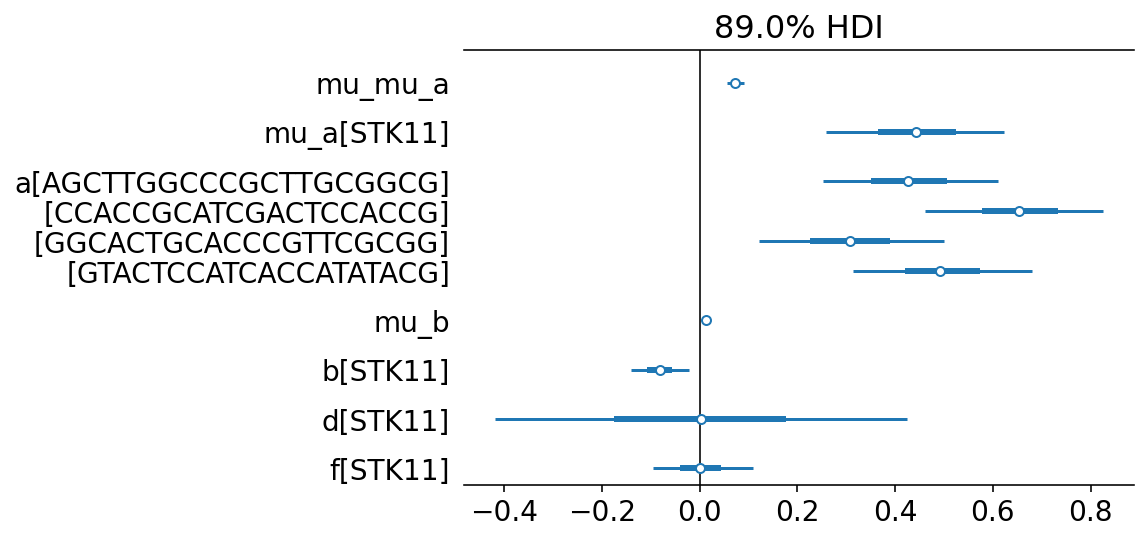 89.0% HDI
mu_mu_a
mu_a[STK11]
a[AGCTTGGCCCGCTTGCGGCG]
[CCACCGCATCGACTCCACCG]
[GGCACTGCACCCGTTCGCGG]
[GTACTCCATCACCATATACG]
mu_b
b[STK11]
d[STK11]
f[STK11]
−0.4 −0.2 0.0 0.2 0.4 0.6 0.8